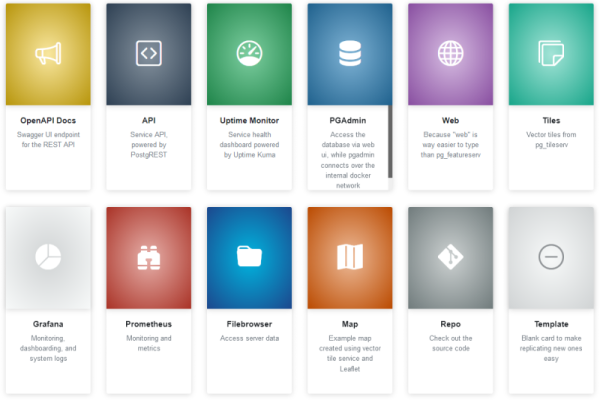 OpenAPI Docs
Swagger UI endpoint
for the REST API
API
Service API,
powered by
PostgREST
Uptime Monitor
Service health
dashboard powered
by Uptime Kuma
PGAdmin
Access the
database via web
ui, while pgadmin
connects over the
internal docker
network
Web
Because "web" is
way easier to type
than pg_featureserv
Tiles
Vector tiles from
pg_tileserv
Grafana
Monitoring,
dashboarding, and
system logs
Prometheus
Monitoring and
metrics
Filebrowser
Access server data
Map
Example map
created using vector
tile service and
Leaflet
Repo
Check out the
source code
Template
Blank card to make
replicating new ones
easy